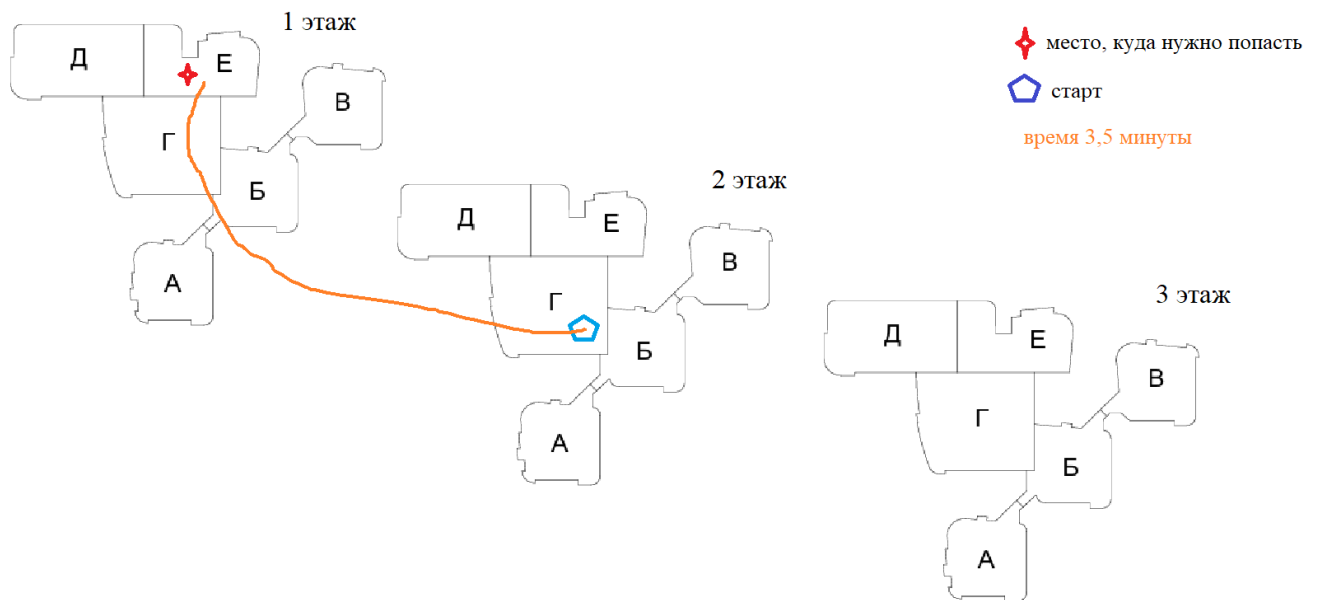 1 этаж
Д
Е
В
Г
Б
А
2 этаж
Д
Е
В
Г
Б
А
3 этаж
Д
Е
В
Г
Б
А
место, куда нужно попасть
старт
время 3,5 минуты